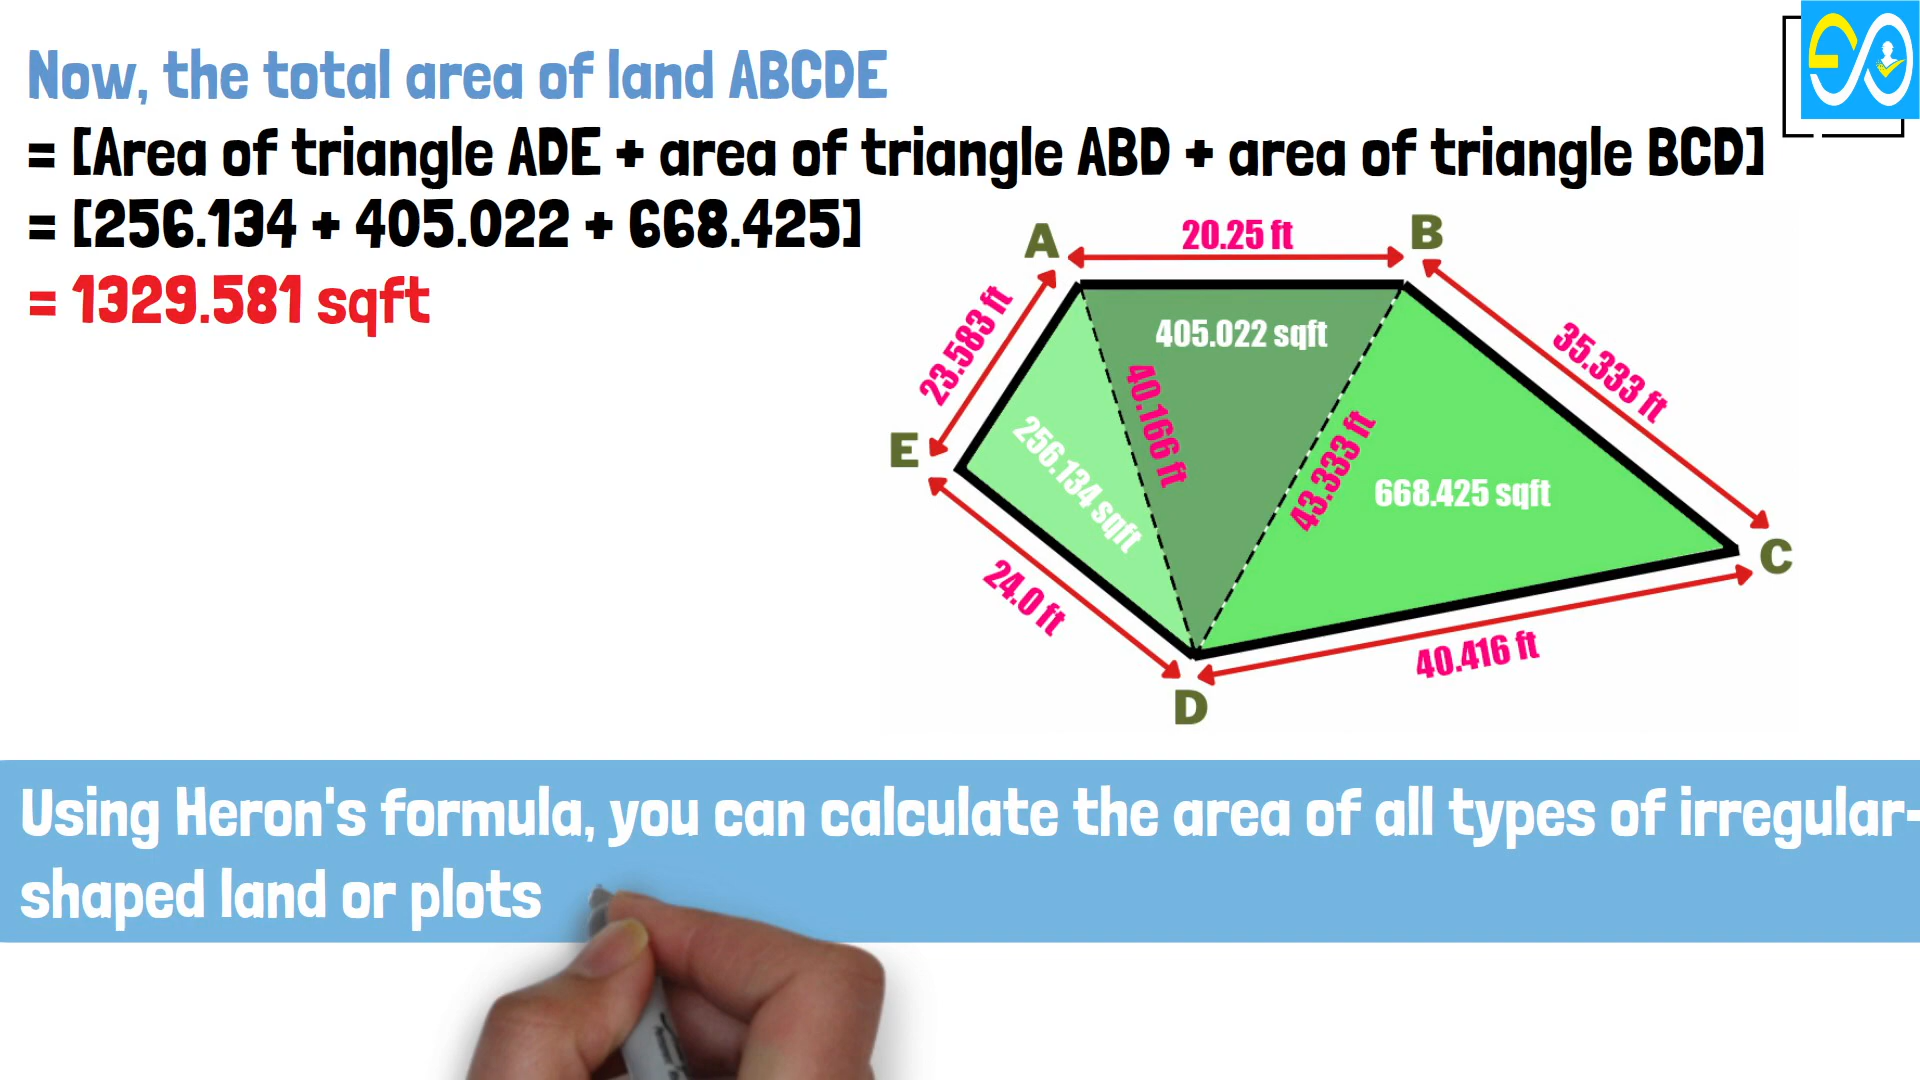 Now, the total area of land ABCDE
= [Area of triangle ADE + area of triangle ABD + area of triangle BCD]
= [256.134 + 405.022 + 668.425]
= 1329.581 sqft
A
20.25 ft
B
23.583 ft
405.022 sqft
35.333 ft
40.166 ft
43.333 ft
E
256.134 sqft
668.425 sqft
C
24.0 ft
40.416 ft
D
Using Heron's formula, you can calculate the area of all types of irregular-
shaped land or plots